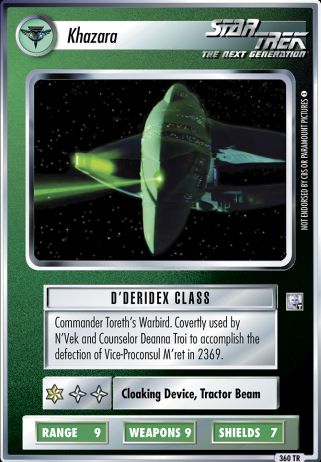 Khazara
STAR TREK
THE NEXT GENERATION
NOT ENDORSED BY CBS OR PARAMOUNT PICTURES
D'DERIDEX CLASS
Commander Toreth's Warbird. Covertly used by
N'Vek and Counselor Deanna Troi to accomplish the
defection of Vice-Proconsul M'ret in 2369.
Cloaking Device, Tractor Beam
RANGE 9 WEAPONS 9 SHIELDS 7
360 TR